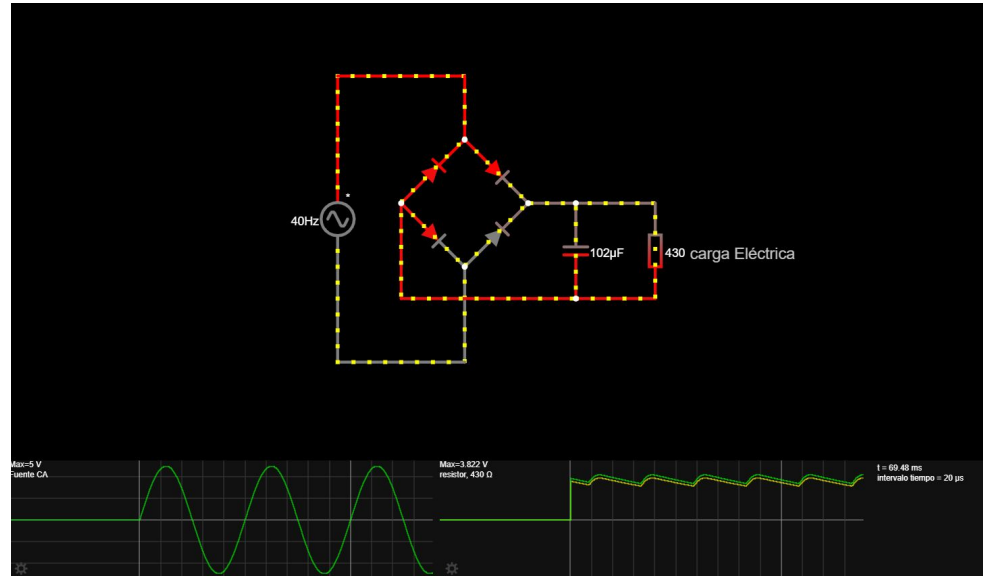 *
40Hz
102μF
430 carga Eléctrica
Max=5 V
Fuente CA
Max=3.822 V
resistor, 430 Ω
t = 69.48 ms
intervalo tiempo = 20 μs